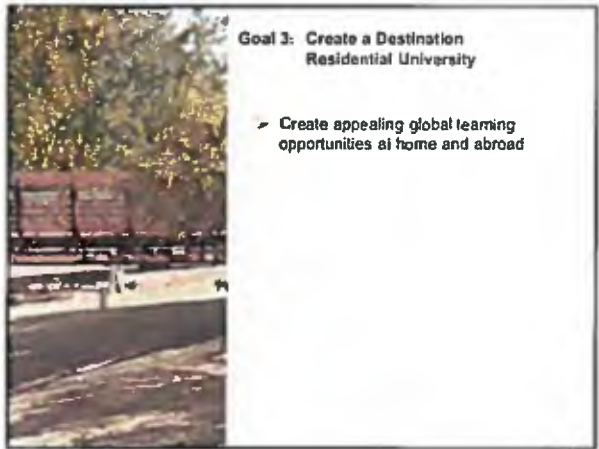 Goal 3: Create a Destination
Residential University
➢ Create appealing global learning
opportunities at home and abroad